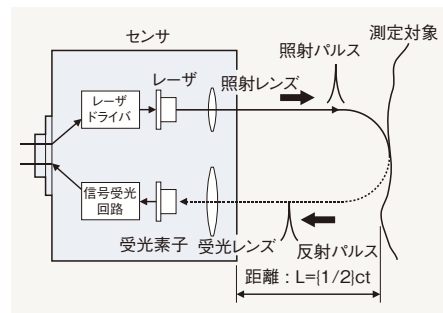 センサ
測定対象
照射パルス
レーザ
照射レンズ
レーザ
ドライバ
信号受光
回路
受光素子
受光レンズ
反射パルス
距離：L={1/2}ct